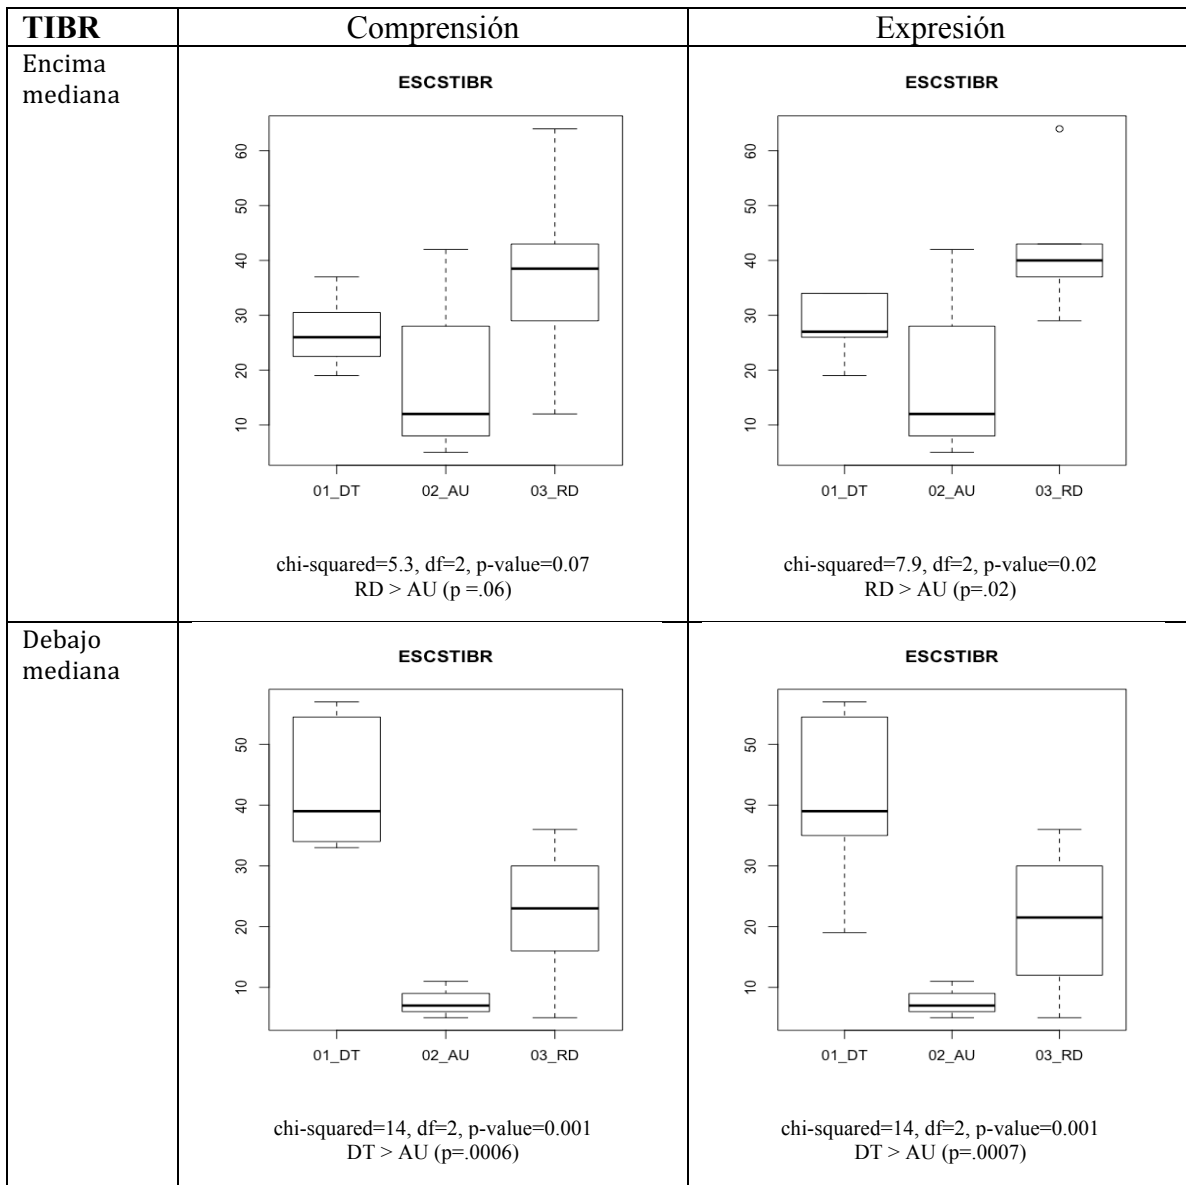 TIBR Comprensión Expresión
Encima
mediana
ESCSTIBR
60
50
40
30
20
10
01_DT 02_AU 03_RD
chi-squared=5.3, df=2, p-value=0.07
RD > AU (p =.06)
ESCSTIBR
60
50
40
30
20
10
01_DT 02_AU 03_RD
chi-squared=7.9, df=2, p-value=0.02
RD > AU (p=.02)
Debajo
mediana
ESCSTIBR
50
40
30
20
10
01_DT 02_AU 03_RD
chi-squared=14, df=2, p-value=0.001
DT > AU (p=.0006)
ESCSTIBR
50
40
30
20
10
01_DT 02_AU 03_RD
chi-squared=14, df=2, p-value=0.001
DT > AU (p=.0007)